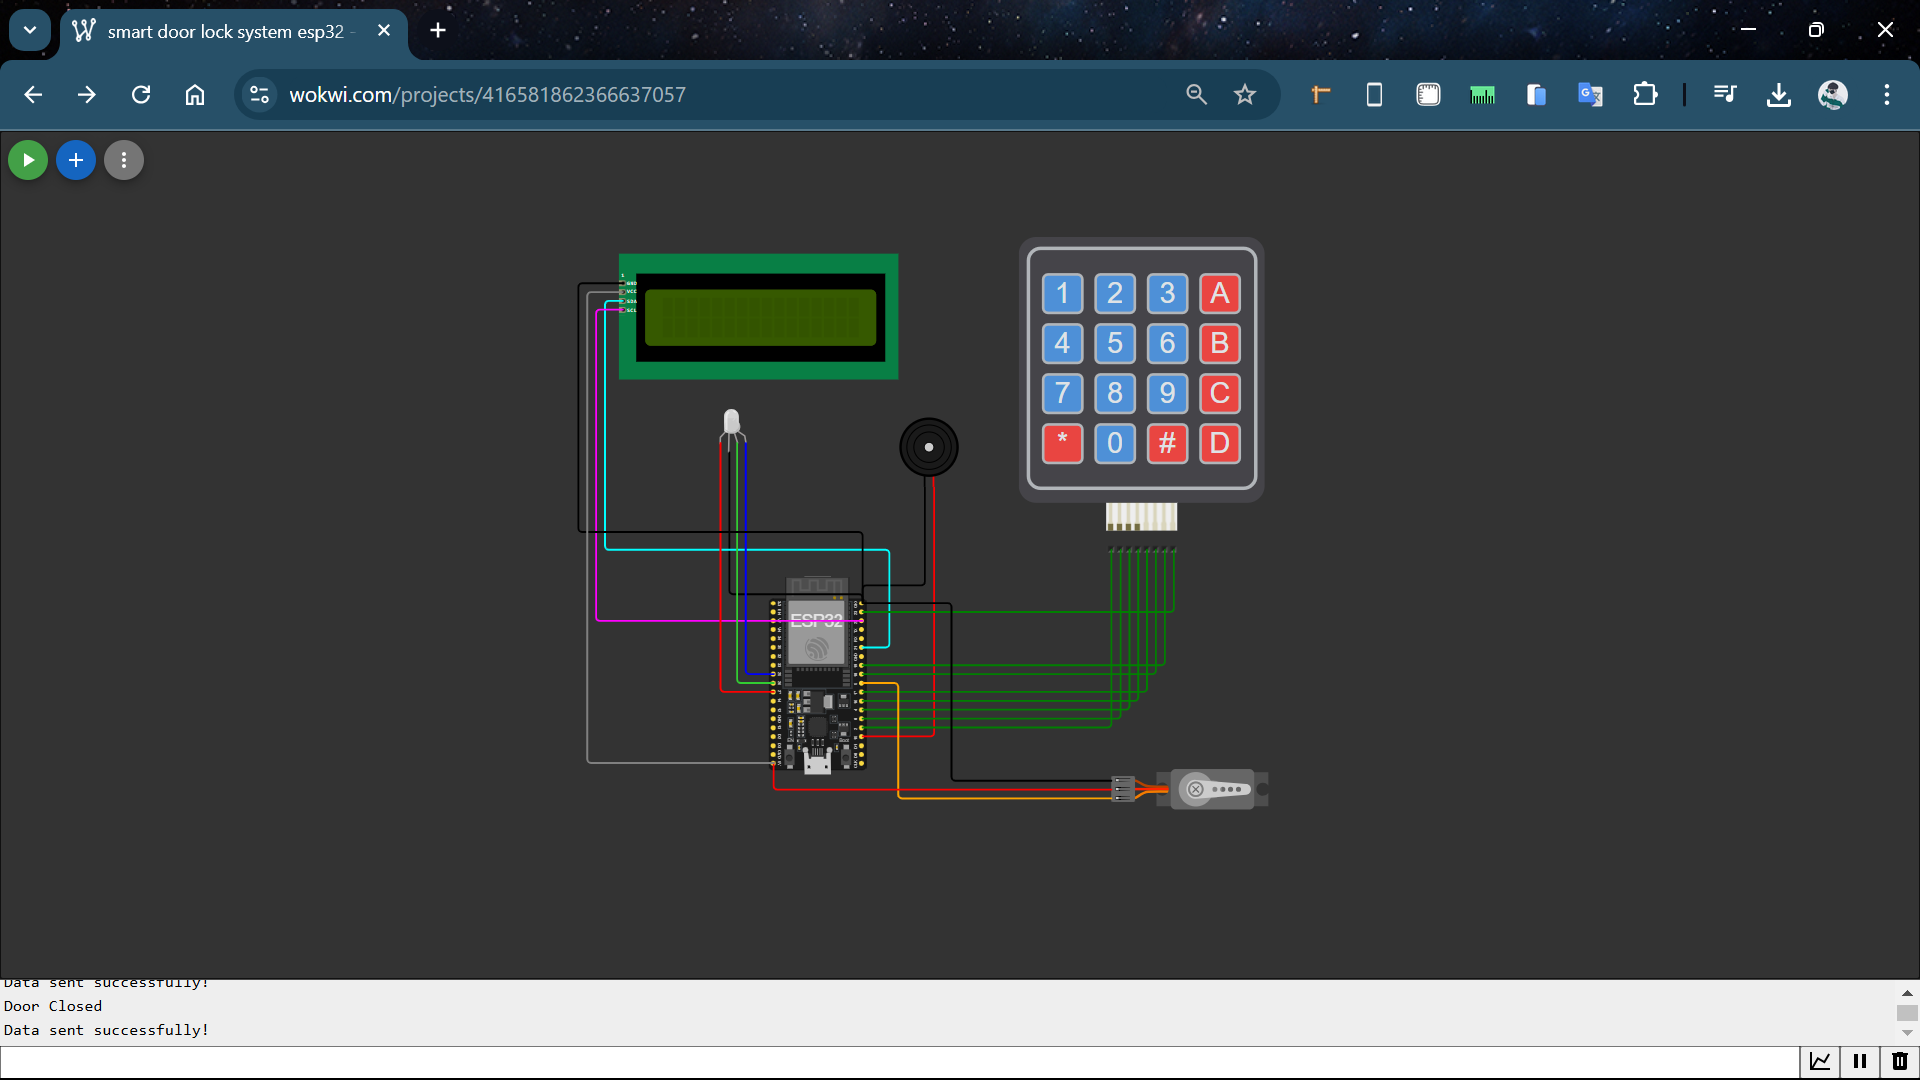 smart door lock system esp32 -
wokwi.com/projects/416581862366637057
1
GND
VCC
SDA
SCL
1 2 3 A
4 5 6 B
7 8 9 C
* 0 # D
ESP32
Data sent successfully!
Door Closed
Data sent successfully!